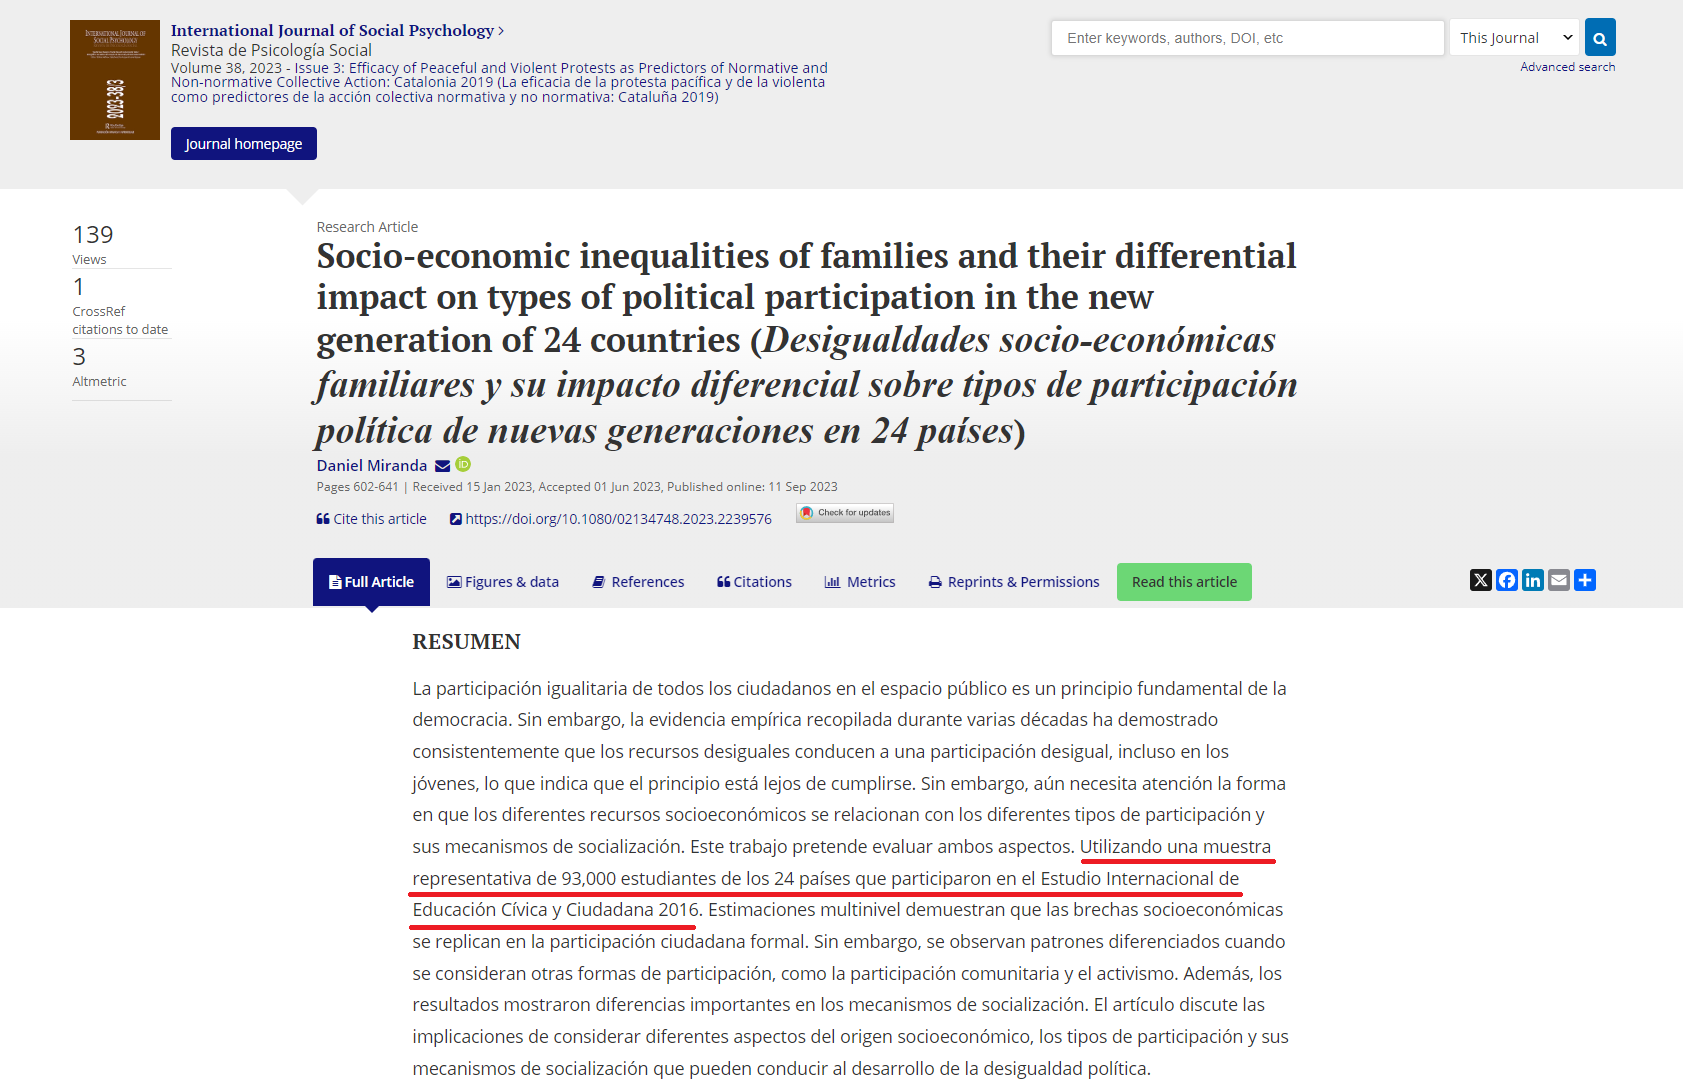 INTERNATIONAL JOURNAL OF
SOCIAL PSYCHOLOGY
2023-38/3
International Journal of Social Psychology >
Revista de Psicología Social
Volume 38, 2023 - Issue 3: Efficacy of Peaceful and Violent Protests as Predictors of Normative and
Non-normative Collective Action: Catalonia 2019 (La eficacia de la protesta pacífica y de la violenta
como predictores de la acción colectiva normativa y no normativa: Cataluña 2019)
Journal homepage
Enter keywords, authors, DOI, etc
This Journal
Advanced search
139
Views
1
CrossRef
citations to date
3
Altmetric
Research Article
Socio-economic inequalities of families and their differential
impact on types of political participation in the new
generation of 24 countries (Desigualdades socio-económicas
familiares y su impacto diferencial sobre tipos de participación
política de nuevas generaciones en 24 países)
Daniel Miranda iD
Pages 602-641 | Received 15 Jan 2023, Accepted 01 Jun 2023, Published online: 11 Sep 2023
Cite this article https://doi.org/10.1080/02134748.2023.2239576 Check for updates
Full Article Figures & data References Citations Metrics Reprints & Permissions Read this article
RESUMEN
La participación igualitaria de todos los ciudadanos en el espacio público es un principio fundamental de la
democracia. Sin embargo, la evidencia empírica recopilada durante varias décadas ha demostrado
consistentemente que los recursos desiguales conducen a una participación desigual, incluso en los
jóvenes, lo que indica que el principio está lejos de cumplirse. Sin embargo, aún necesita atención la forma
en que los diferentes recursos socioeconómicos se relacionan con los diferentes tipos de participación y
sus mecanismos de socialización. Este trabajo pretende evaluar ambos aspectos. Utilizando una muestra
representativa de 93,000 estudiantes de los 24 países que participaron en el Estudio Internacional de
Educación Cívica y Ciudadana 2016. Estimaciones multinivel demuestran que las brechas socioeconómicas
se replican en la participación ciudadana formal. Sin embargo, se observan patrones diferenciados cuando
se consideran otras formas de participación, como la participación comunitaria y el activismo. Además, los
resultados mostraron diferencias importantes en los mecanismos de socialización. El artículo discute las
implicaciones de considerar diferentes aspectos del origen socioeconómico, los tipos de participación y sus
mecanismos de socialización que pueden conducir al desarrollo de la desigualdad política.